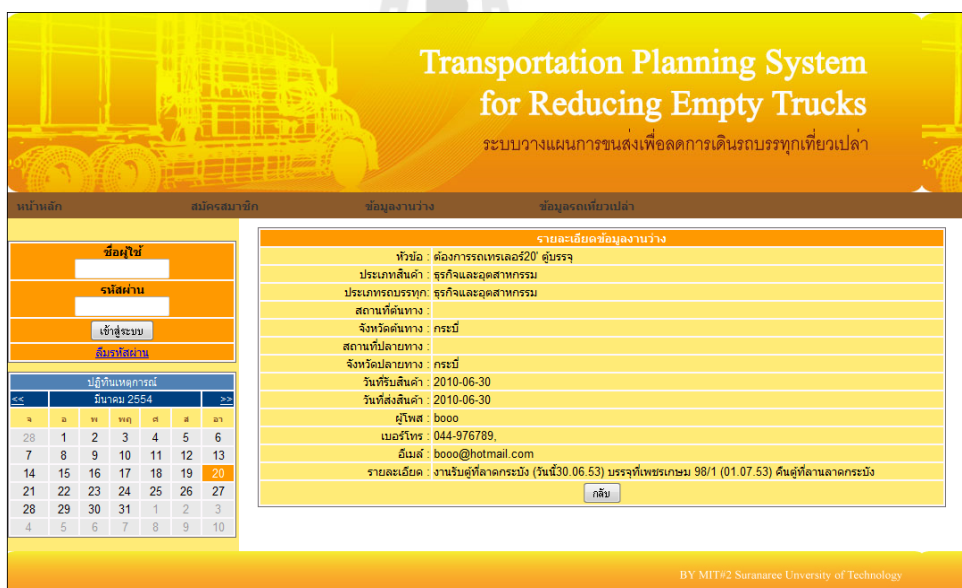 Transportation Planning System
for Reducing Empty Trucks
ระบบวางแผนการขนส่งเพื่อลดการเดินรถบรรทุกเที่ยวเปล่า
หน้าหลัก สมัครสมาชิก ข้อมูลงานว่าง ข้อมูลรถเที่ยวเปล่า
ชื่อผู้ใช้
รหัสผ่าน
เข้าสู่ระบบ
ลืมรหัสผ่าน
ปฏิทินเหตุการณ์
<< มีนาคม 2554 >>
จ อ พ พฤ ศ ส อา
28 1 2 3 4 5 6
7 8 9 10 11 12 13
14 15 16 17 18 19 20
21 22 23 24 25 26 27
28 29 30 31 1 2 3
4 5 6 7 8 9 10
รายละเอียดข้อมูลงานว่าง
หัวข้อ : ต้องการรถเทรเลอร์20' ตู้บรรจุ
ประเภทสินค้า : ธุรกิจและอุตสาหกรรม
ประเภทรถบรรทุก: ธุรกิจและอุตสาหกรรม
สถานที่ต้นทาง :
จังหวัดต้นทาง : กระบี่
สถานที่ปลายทาง :
จังหวัดปลายทาง : กระบี่
วันที่รับสินค้า : 2010-06-30
วันที่ส่งสินค้า : 2010-06-30
ผู้โพส : booo
เบอร์โทร : 044-976789,
อีเมล์ : booo@hotmail.com
รายละเอียด : งานรับตู้ที่ลาดกระบัง (วันนี้30.06.53) บรรจุที่เพชรเกษม 98/1 (01.07.53) คืนตู้ที่ลานลาดกระบัง
กลับ
BY MIT#2 Suranaree Unversity of Technology